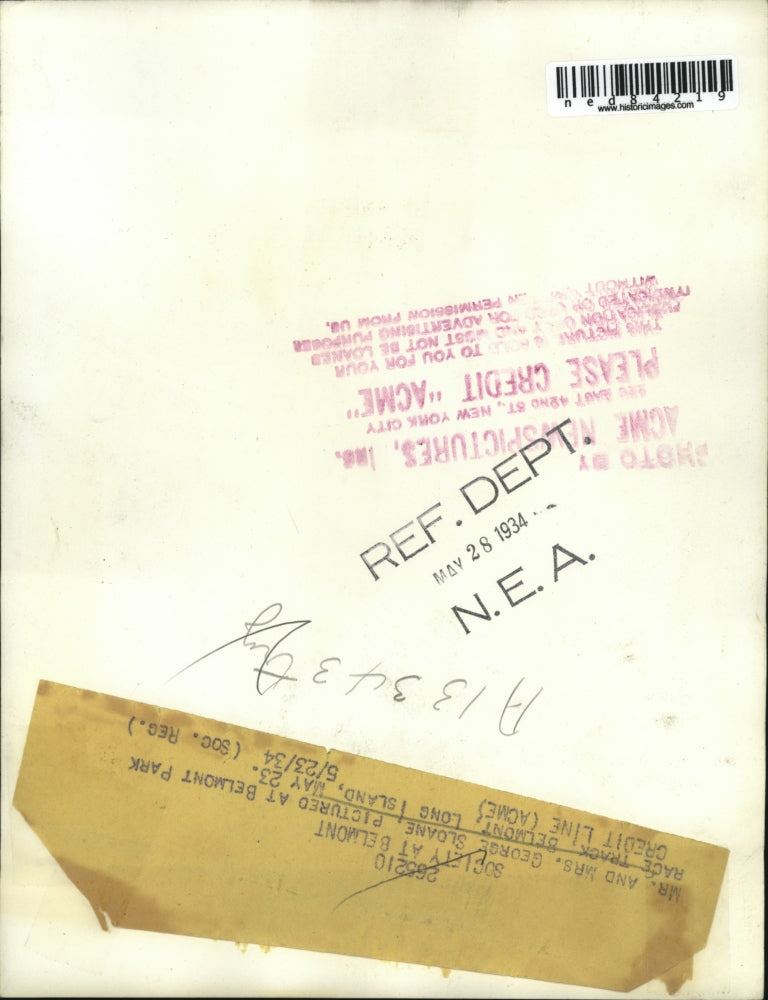 ned84219
www.historicimages.com
PHOTO BY
ACME NEWSPICTURES, INC.
220 EAST 42ND ST., NEW YORK CITY
PLEASE CREDIT "ACME"
THIS PICTURE IS SOLD TO YOU FOR YOUR
PUBLICATION ONLY AND MUST NOT BE LOANED
SYNDICATED OR USED FOR ADVERTISING PURPOSES
WITHOUT WRITTEN PERMISSION FROM US.
REF. DEPT.
MAY 28 1934
N. E. A.
A13343
268210
SOCIETY AT BELMONT
MR. AND MRS. GEORGE SLOANE PICTURED AT BELMONT PARK
RACE TRACK, BELMONT, LONG ISLAND, MAY 23.
CREDIT LINE (ACME) 5/23/34 (SOC. REG.)